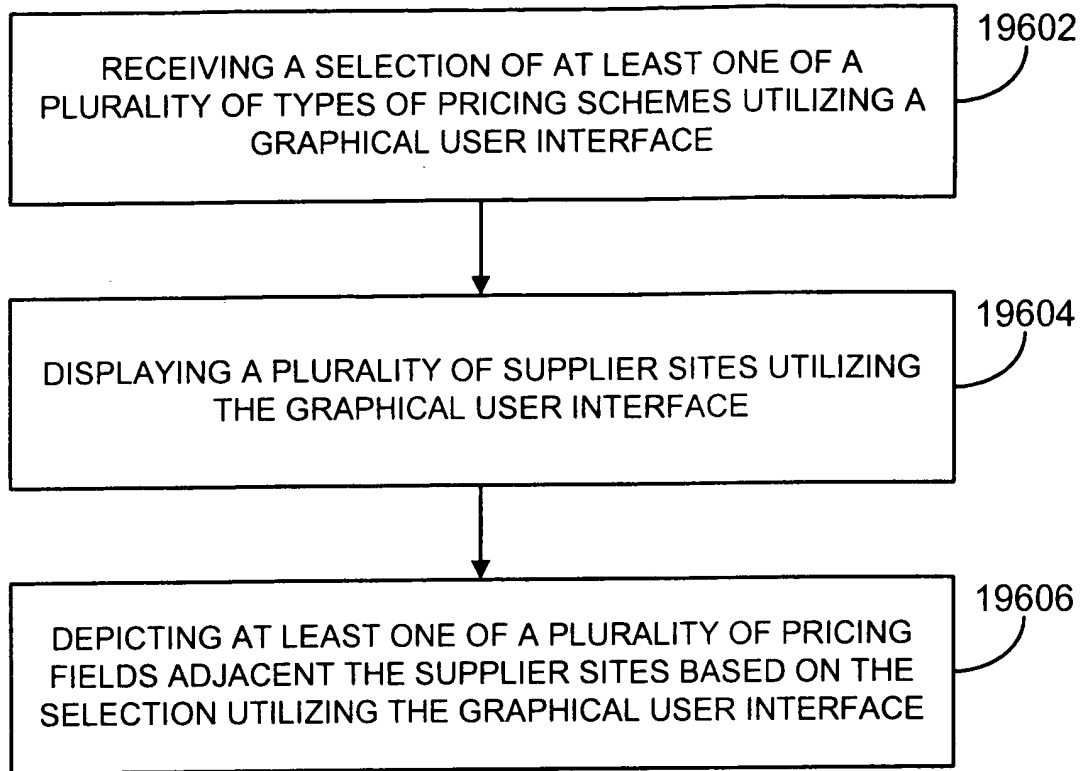 19602
RECEIVING A SELECTION OF AT LEAST ONE OF A
PLURALITY OF TYPES OF PRICING SCHEMES UTILIZING A
GRAPHICAL USER INTERFACE
19604
DISPLAYING A PLURALITY OF SUPPLIER SITES UTILIZING
THE GRAPHICAL USER INTERFACE
19606
DEPICTING AT LEAST ONE OF A PLURALITY OF PRICING
FIELDS ADJACENT THE SUPPLIER SITES BASED ON THE
SELECTION UTILIZING THE GRAPHICAL USER INTERFACE